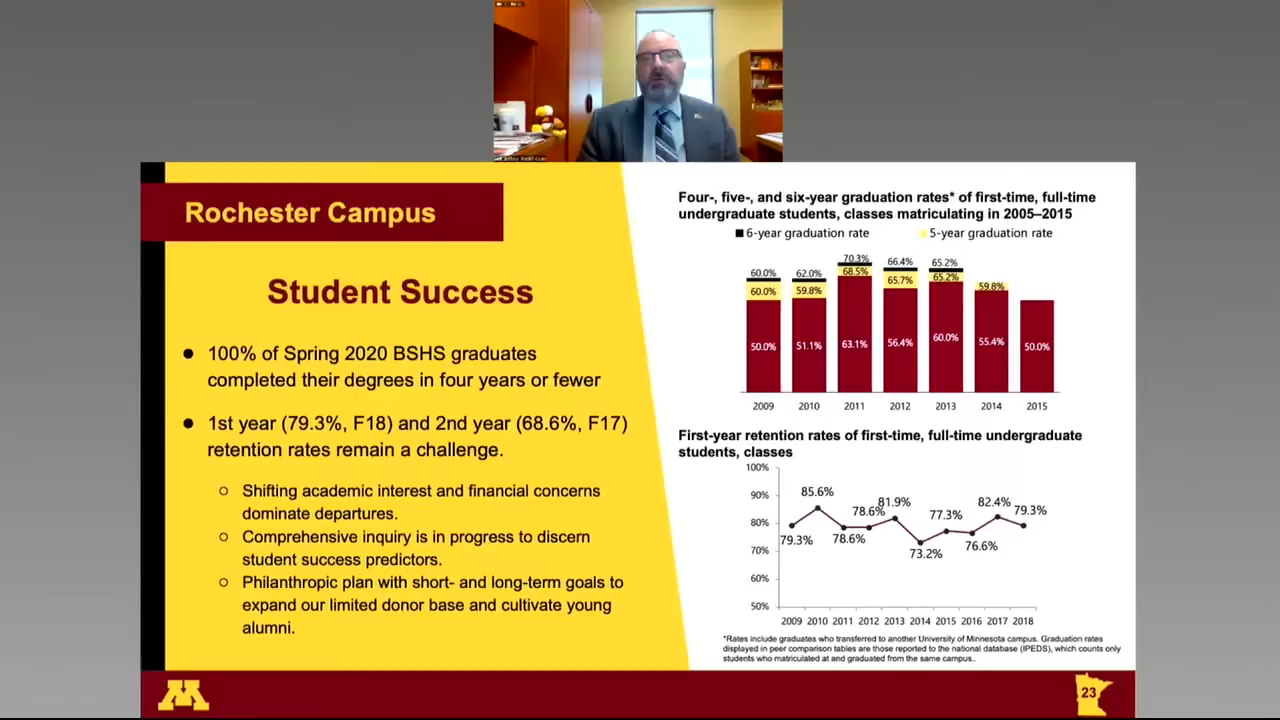 Rochester Campus
Student Success
● 100% of Spring 2020 BSHS graduates
completed their degrees in four years or fewer
● 1st year (79.3%, F18) and 2nd year (68.6%, F17)
retention rates remain a challenge.
○ Shifting academic interest and financial concerns
dominate departures.
○ Comprehensive inquiry is in progress to discern
student success predictors.
○ Philanthropic plan with short- and long-term goals to
expand our limited donor base and cultivate young
alumni.
Four-, five-, and six-year graduation rates* of first-time, full-time
undergraduate students, classes matriculating in 2005–2015
6-year graduation rate 5-year graduation rate
60.0% 62.0% 70.3% 66.4% 65.2%
60.0% 59.8% 68.5% 65.7% 65.2% 59.8%
50.0% 51.1% 63.1% 56.4% 60.0% 55.4% 50.0%
2009 2010 2011 2012 2013 2014 2015
First-year retention rates of first-time, full-time undergraduate
students, classes
100%
90%
80%
70%
60%
50%
79.3% 85.6% 78.6% 78.6% 81.9% 73.2% 77.3% 76.6% 82.4% 79.3%
2009 2010 2011 2012 2013 2014 2015 2016 2017 2018
*Rates include graduates who transferred to another University of Minnesota campus. Graduation rates
displayed in peer comparison tables are those reported to the national database (IPEDS), which counts only
students who matriculated at and graduated from the same campus..
M
23